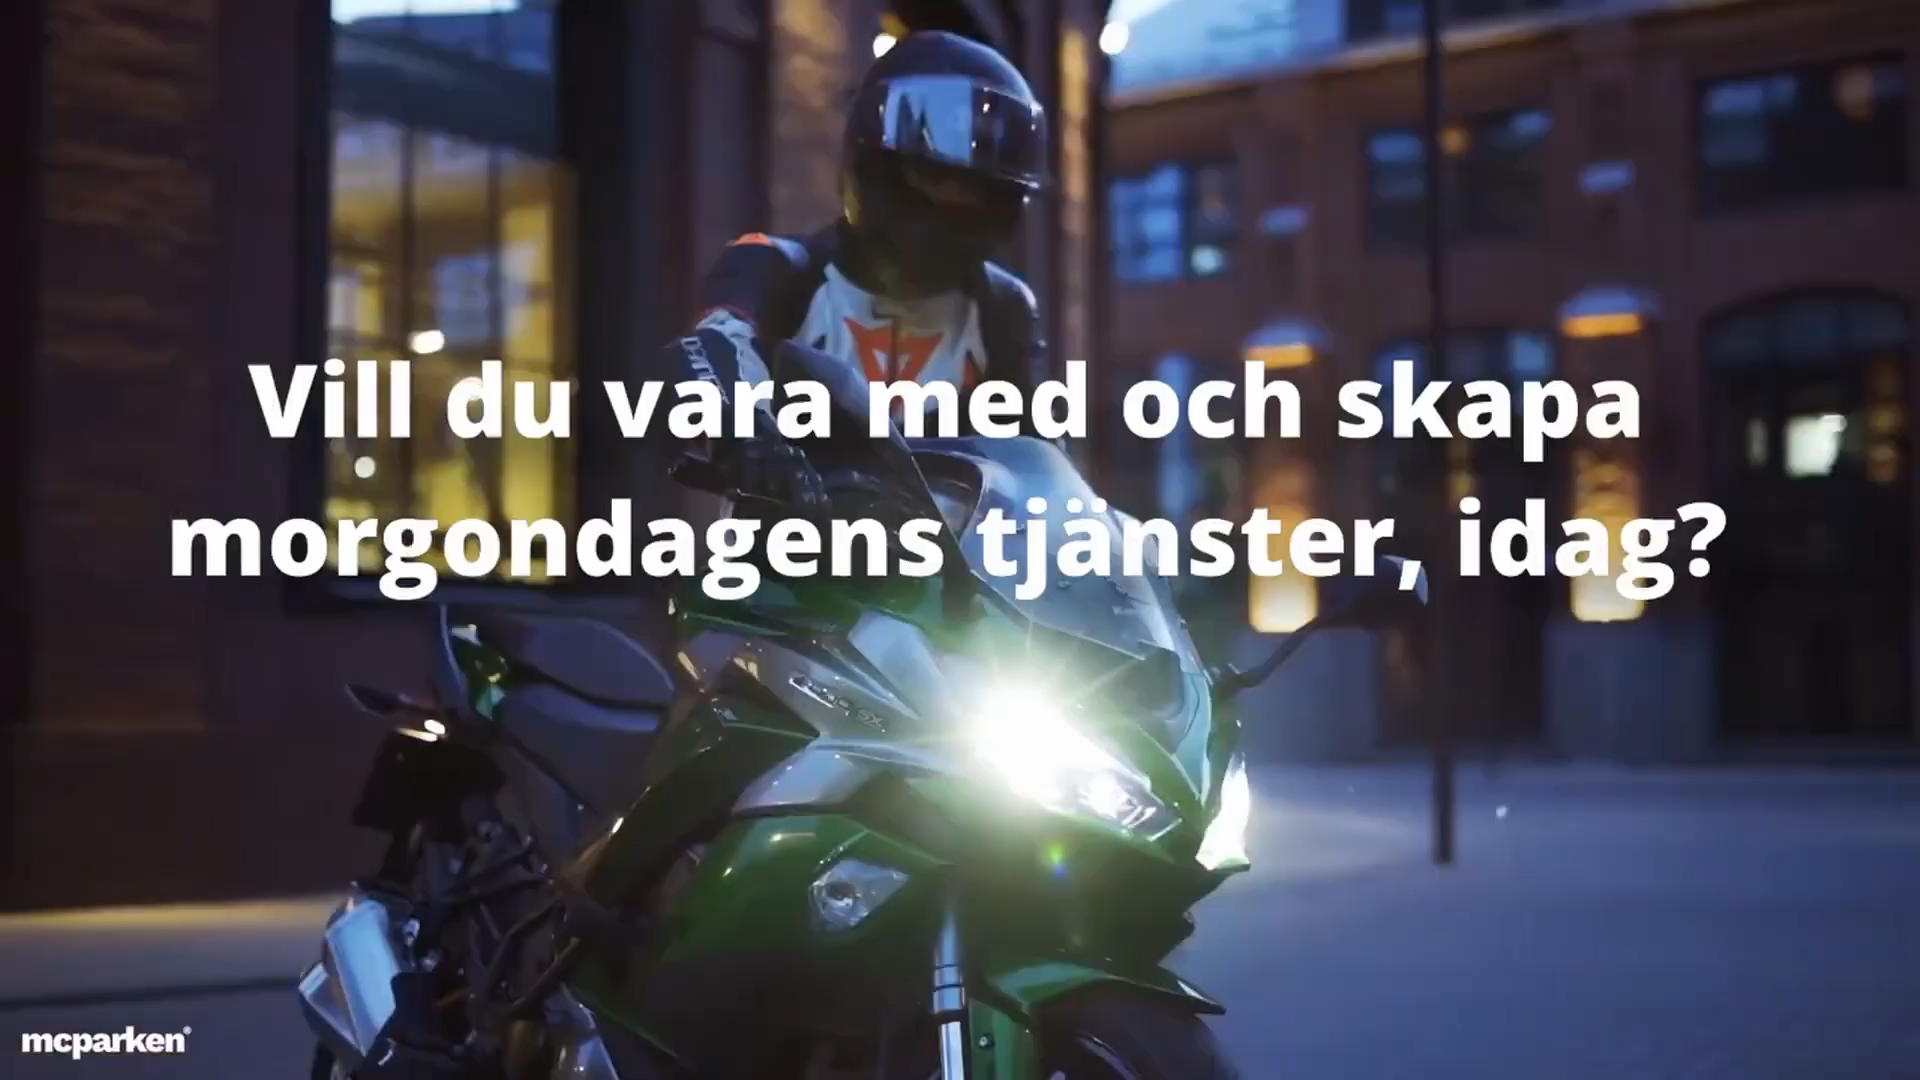 Vill du vara med och skapa
morgondagens tjänster, idag?
mcparken®